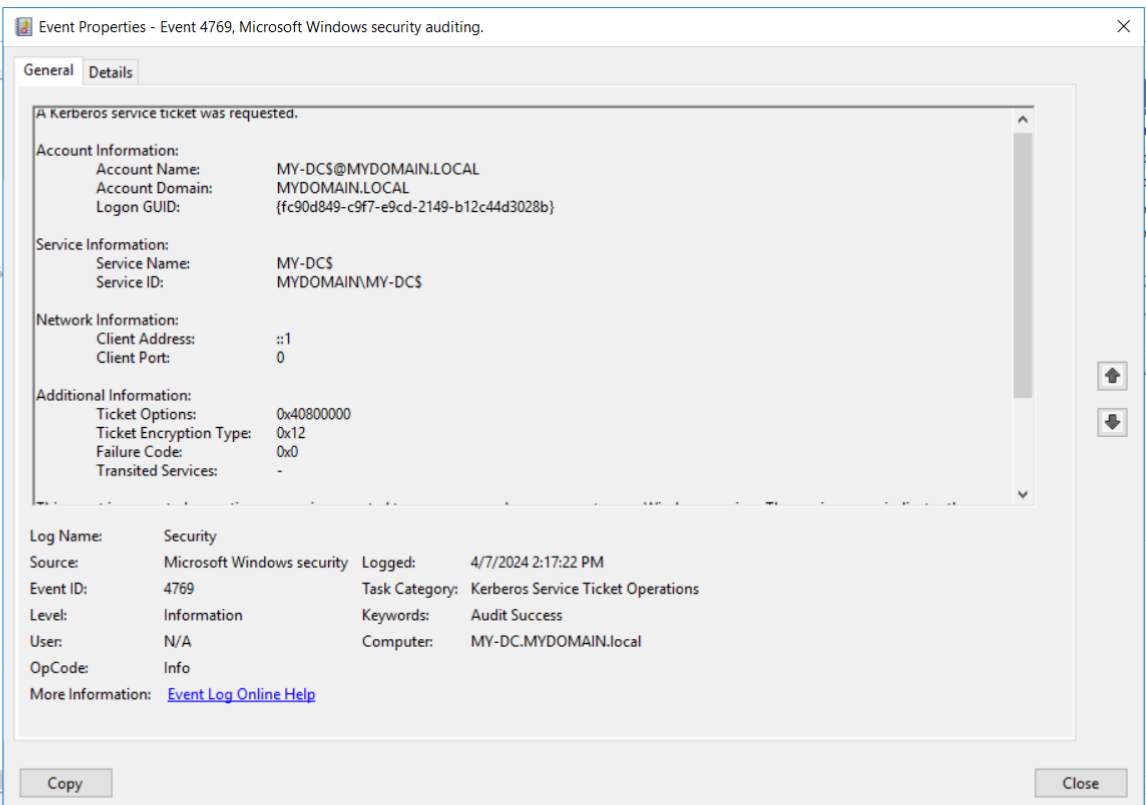 Event Properties - Event 4769, Microsoft Windows security auditing.
General Details
A Kerberos service ticket was requested.
Account Information:
Account Name: MY-DC$@MYDOMAIN.LOCAL
Account Domain: MYDOMAIN.LOCAL
Logon GUID: {fc90d849-c9f7-e9cd-2149-b12c44d3028b}
Service Information:
Service Name: MY-DC$
Service ID: MYDOMAIN\MY-DC$
Network Information:
Client Address: ::1
Client Port: 0
Additional Information:
Ticket Options: 0x40800000
Ticket Encryption Type: 0x12
Failure Code: 0x0
Transited Services: -
Log Name: Security
Source: Microsoft Windows security Logged: 4/7/2024 2:17:22 PM
Event ID: 4769 Task Category: Kerberos Service Ticket Operations
Level: Information Keywords: Audit Success
User: N/A Computer: MY-DC.MYDOMAIN.local
OpCode: Info
More Information: Event Log Online Help
Copy Close